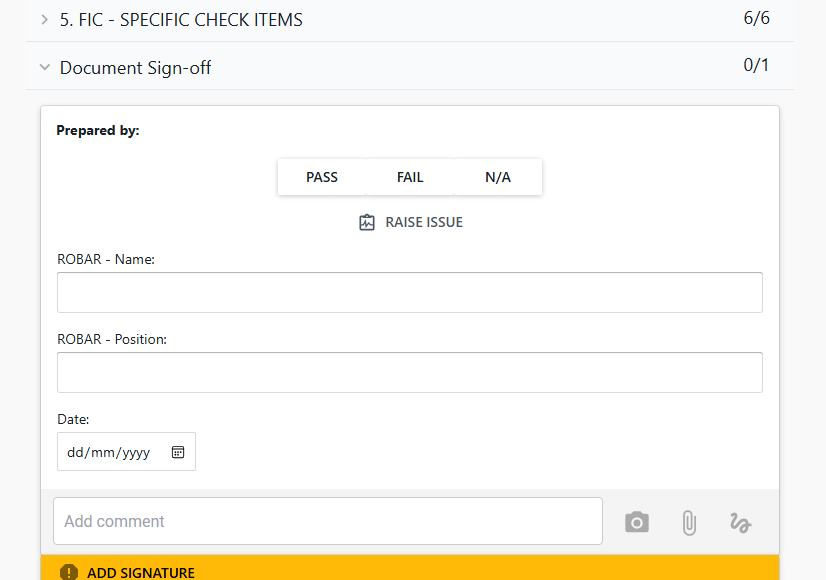 5. FIC - SPECIFIC CHECK ITEMS 6/6
Document Sign-off 0/1
Prepared by:
PASS FAIL N/A
RAISE ISSUE
ROBAR - Name:
ROBAR - Position:
Date:
dd/mm/yyyy
Add comment
ADD SIGNATURE